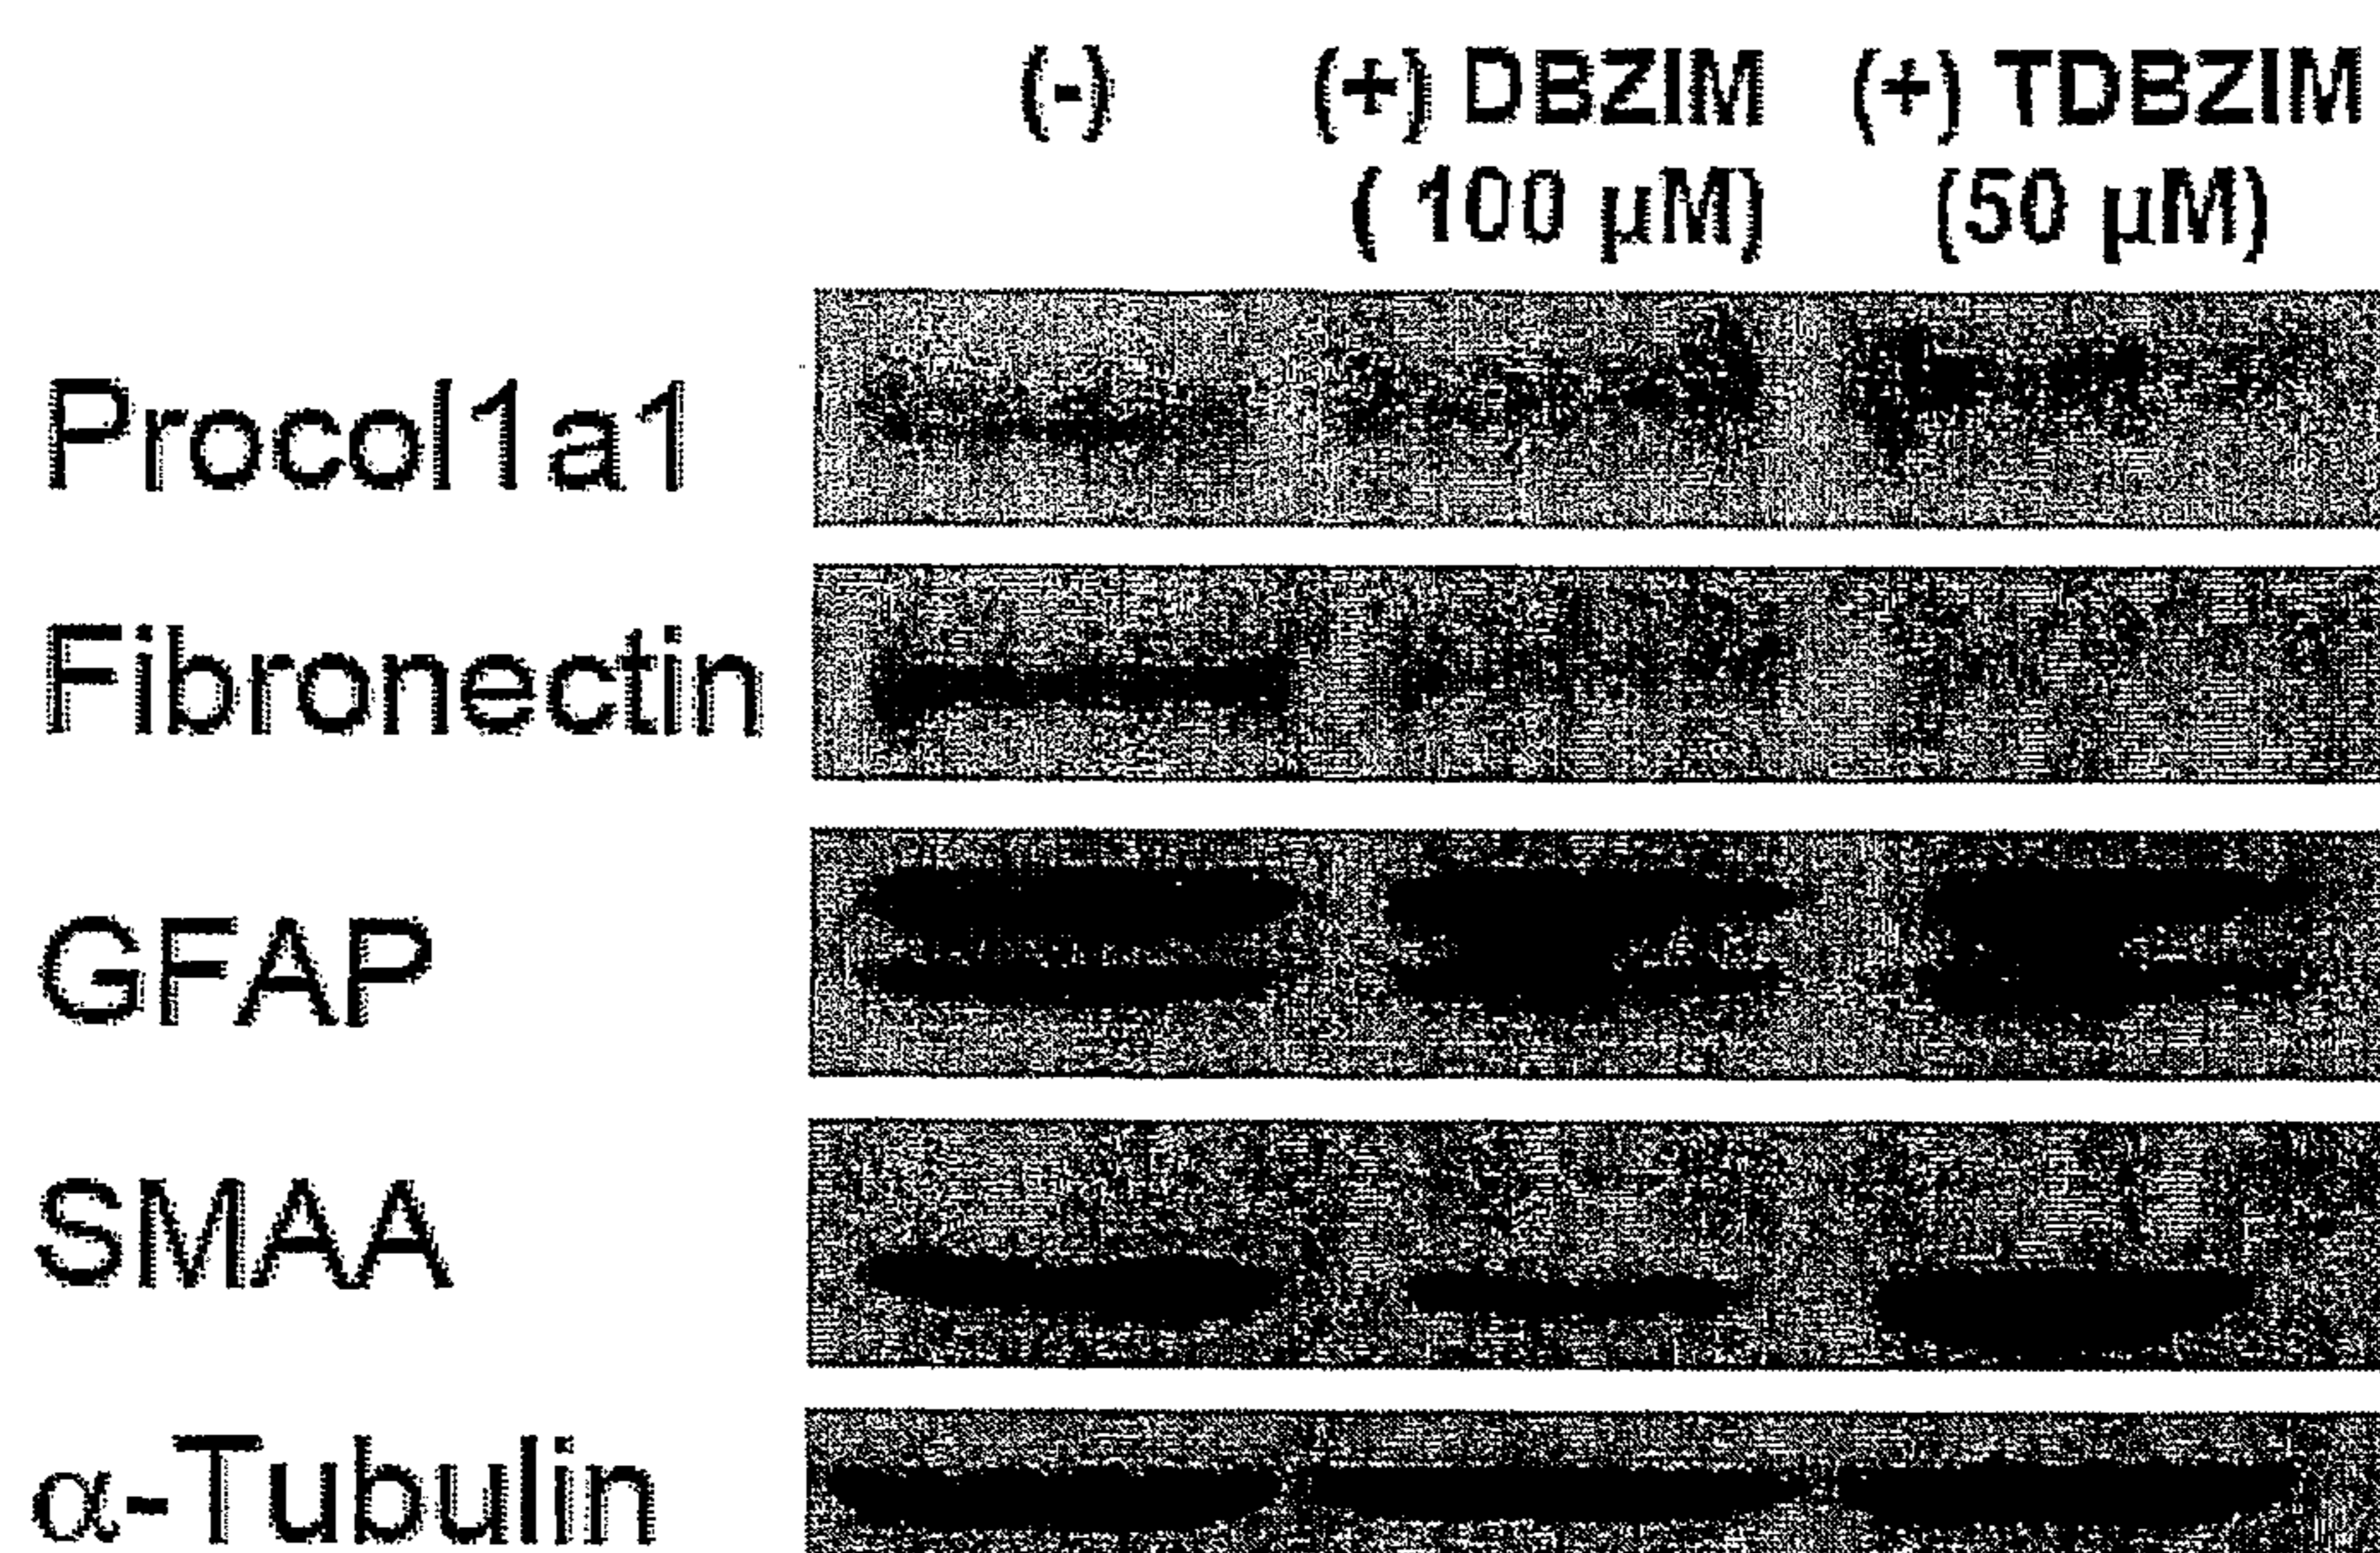 (-) (+) DBZIM (+) TDBZIM
( 100 µM) (50 µM)
Procol1a1
Fibronectin
GFAP
SMAA
α-Tubulin